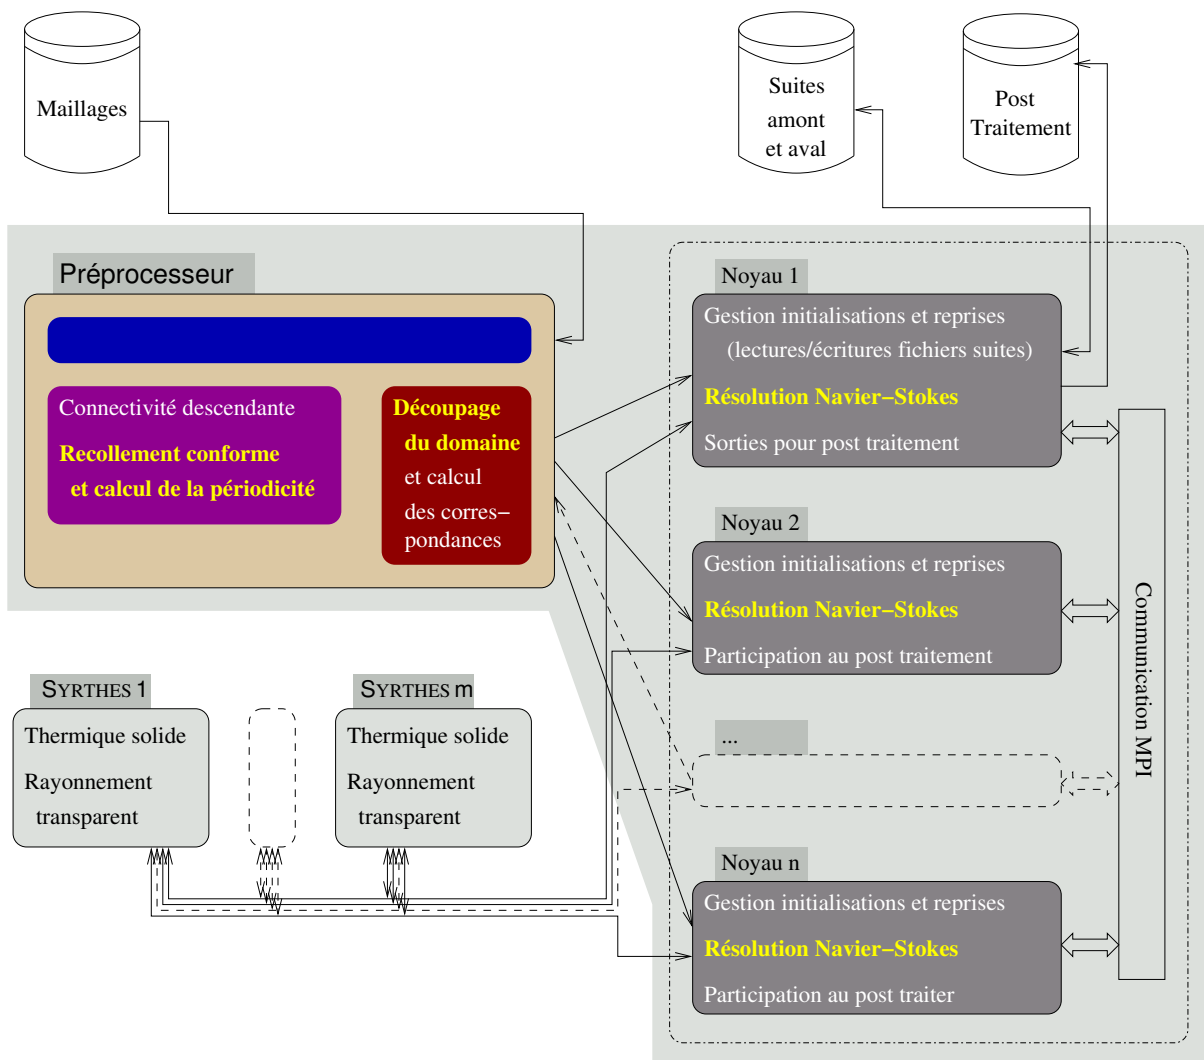 Maillages
Suites
amont
et aval
Post
Traitement
Préprocesseur
Connectivité descendante
Recollement conforme
et calcul de la périodicité
Découpage
du domaine
et calcul
des corres−
pondances
Noyau 1
Gestion initialisations et reprises
(lectures/écritures fichiers suites)
Résolution Navier−Stokes
Sorties pour post traitement
Noyau 2
Gestion initialisations et reprises
Résolution Navier−Stokes
Participation au post traitement
...
Noyau n
Gestion initialisations et reprises
Résolution Navier−Stokes
Participation au post traiter
Communication MPI
SYRTHES 1
Thermique solide
Rayonnement
transparent
SYRTHES m
Thermique solide
Rayonnement
transparent